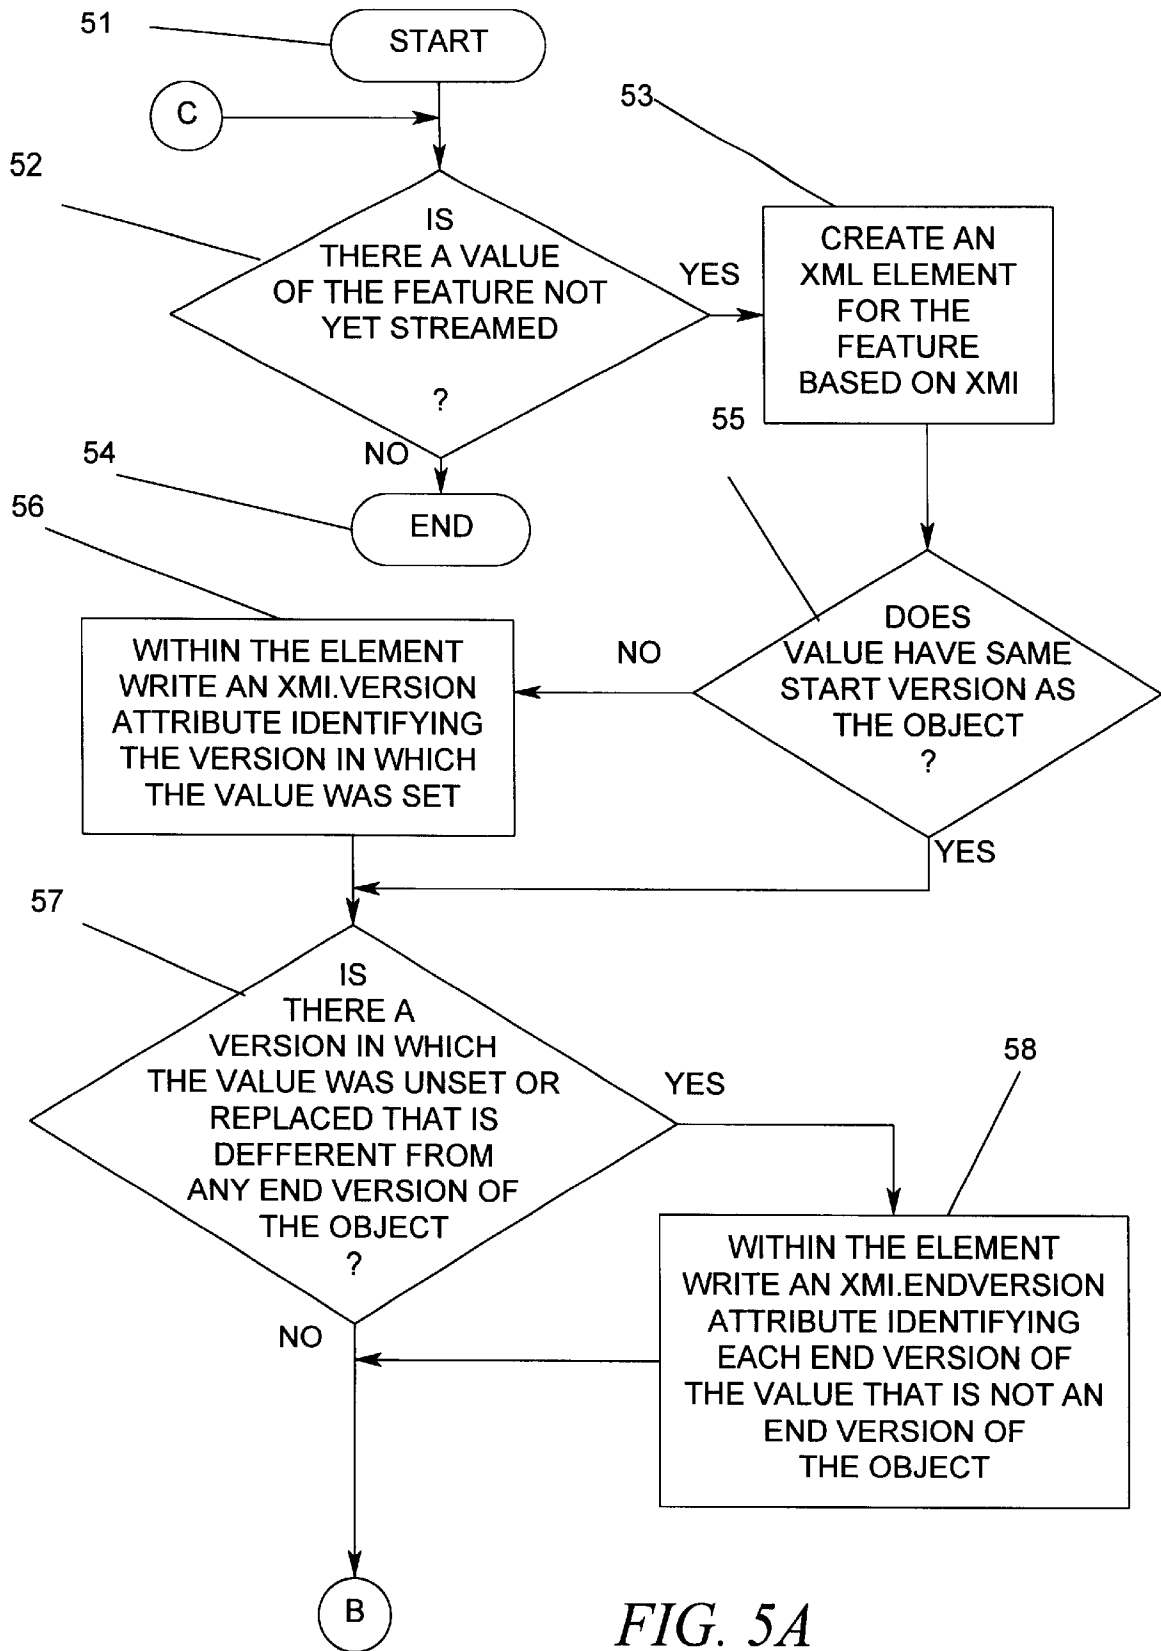 51
START
C
53
52
IS
THERE A VALUE
OF THE FEATURE NOT
YET STREAMED
?
YES
CREATE AN
XML ELEMENT
FOR THE
FEATURE
BASED ON XMI
NO
54
END
55
56
WITHIN THE ELEMENT
WRITE AN XMI.VERSION
ATTRIBUTE IDENTIFYING
THE VERSION IN WHICH
THE VALUE WAS SET
NO
DOES
VALUE HAVE SAME
START VERSION AS
THE OBJECT
?
YES
57
IS
THERE A
VERSION IN WHICH
THE VALUE WAS UNSET OR
REPLACED THAT IS
DEFFERENT FROM
ANY END VERSION OF
THE OBJECT
?
YES
58
WITHIN THE ELEMENT
WRITE AN XMI.ENDVERSION
ATTRIBUTE IDENTIFYING
EACH END VERSION OF
THE VALUE THAT IS NOT AN
END VERSION OF
THE OBJECT
NO
B
FIG. 5A